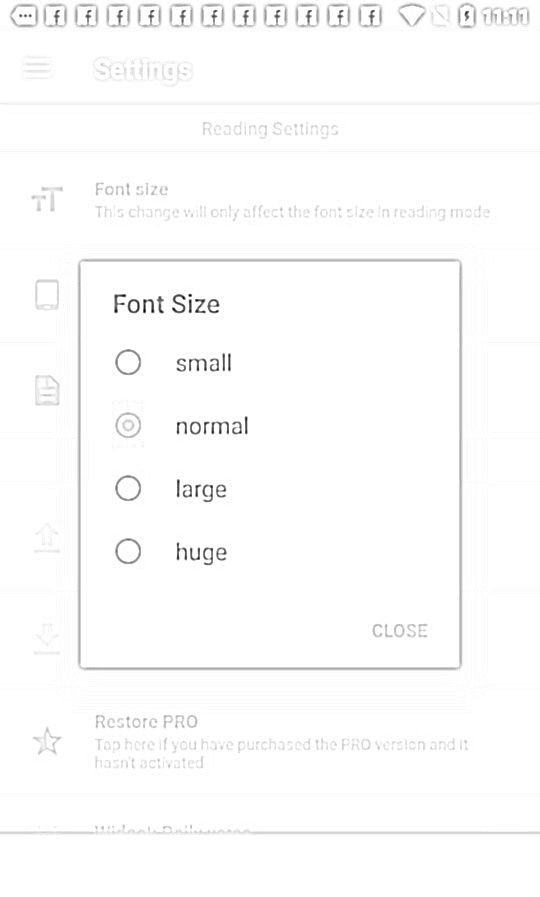 11:11
Settings
Reading Settings
Font size
This change will only affect the font size in reading mode
Font Size
small
normal
large
huge
CLOSE
Restore PRO
Tap here if you have purchased the PRO version and it
hasn't activated